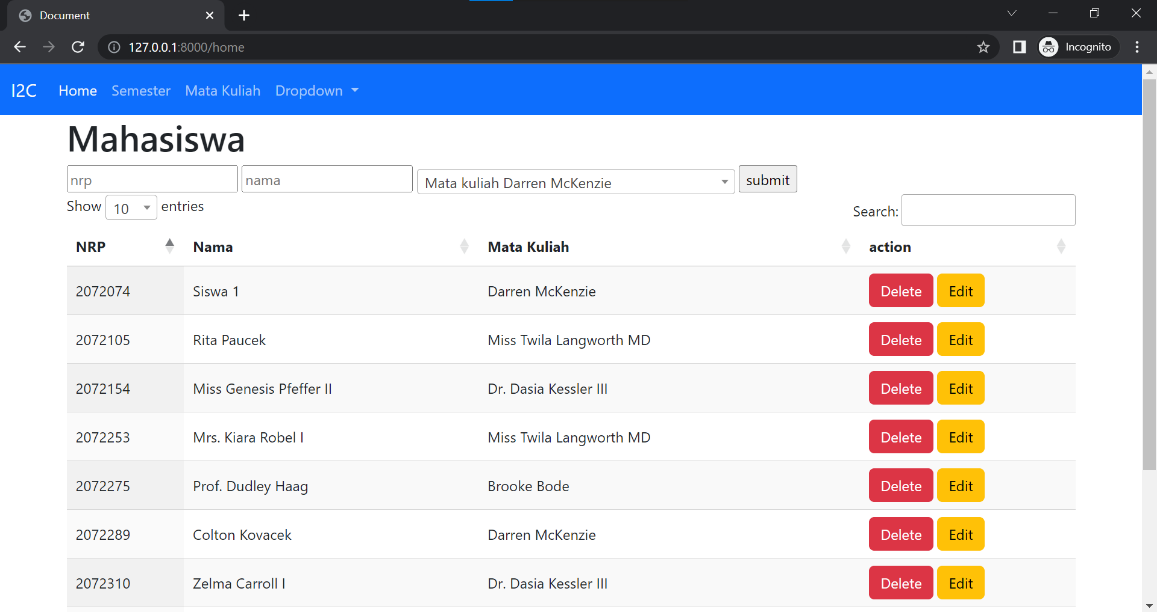 Document
127.0.0.1:8000/home
Incognito
I2C Home Semester Mata Kuliah Dropdown
Mahasiswa
nrp nama Mata kuliah Darren McKenzie submit
Show 10 entries Search:
NRP Nama Mata Kuliah action
2072074 Siswa 1 Darren McKenzie Delete Edit
2072105 Rita Paucek Miss Twila Langworth MD Delete Edit
2072154 Miss Genesis Pfeffer II Dr. Dasia Kessler III Delete Edit
2072253 Mrs. Kiara Robel I Miss Twila Langworth MD Delete Edit
2072275 Prof. Dudley Haag Brooke Bode Delete Edit
2072289 Colton Kovacek Darren McKenzie Delete Edit
2072310 Zelma Carroll I Dr. Dasia Kessler III Delete Edit